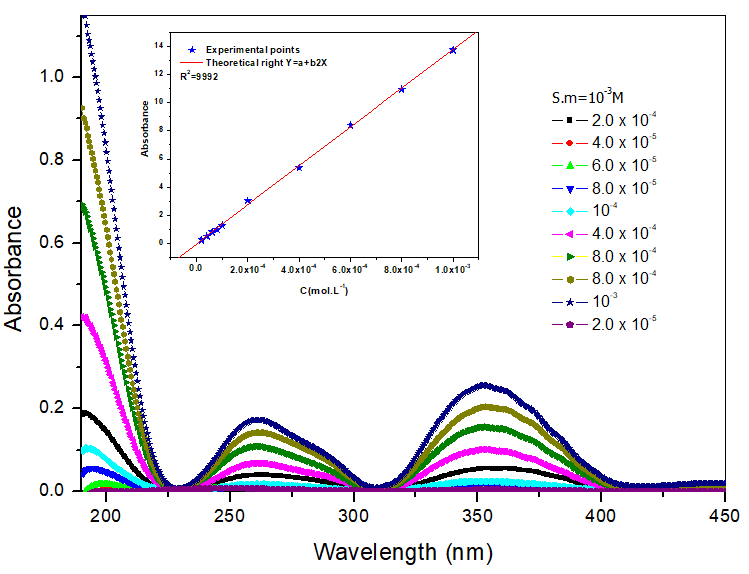 Experimental points
Theoretical right Y=a+b2X
R²=9992
Absorbance
14
12
10
8
6
4
2
0
0.0 2.0x10⁻⁴ 4.0x10⁻⁴ 6.0x10⁻⁴ 8.0x10⁻⁴ 1.0x10⁻³
C(mol.L⁻¹)
S.m=10⁻³M
2.0 x 10⁻⁴
4.0 x 10⁻⁵
6.0 x 10⁻⁵
8.0 x 10⁻⁵
10⁻⁴
4.0 x 10⁻⁴
8.0 x 10⁻⁴
8.0 x 10⁻⁴
10⁻³
2.0 x 10⁻⁵
Absorbance
1.0
0.8
0.6
0.4
0.2
0.0
200 250 300 350 400 450
Wavelength (nm)